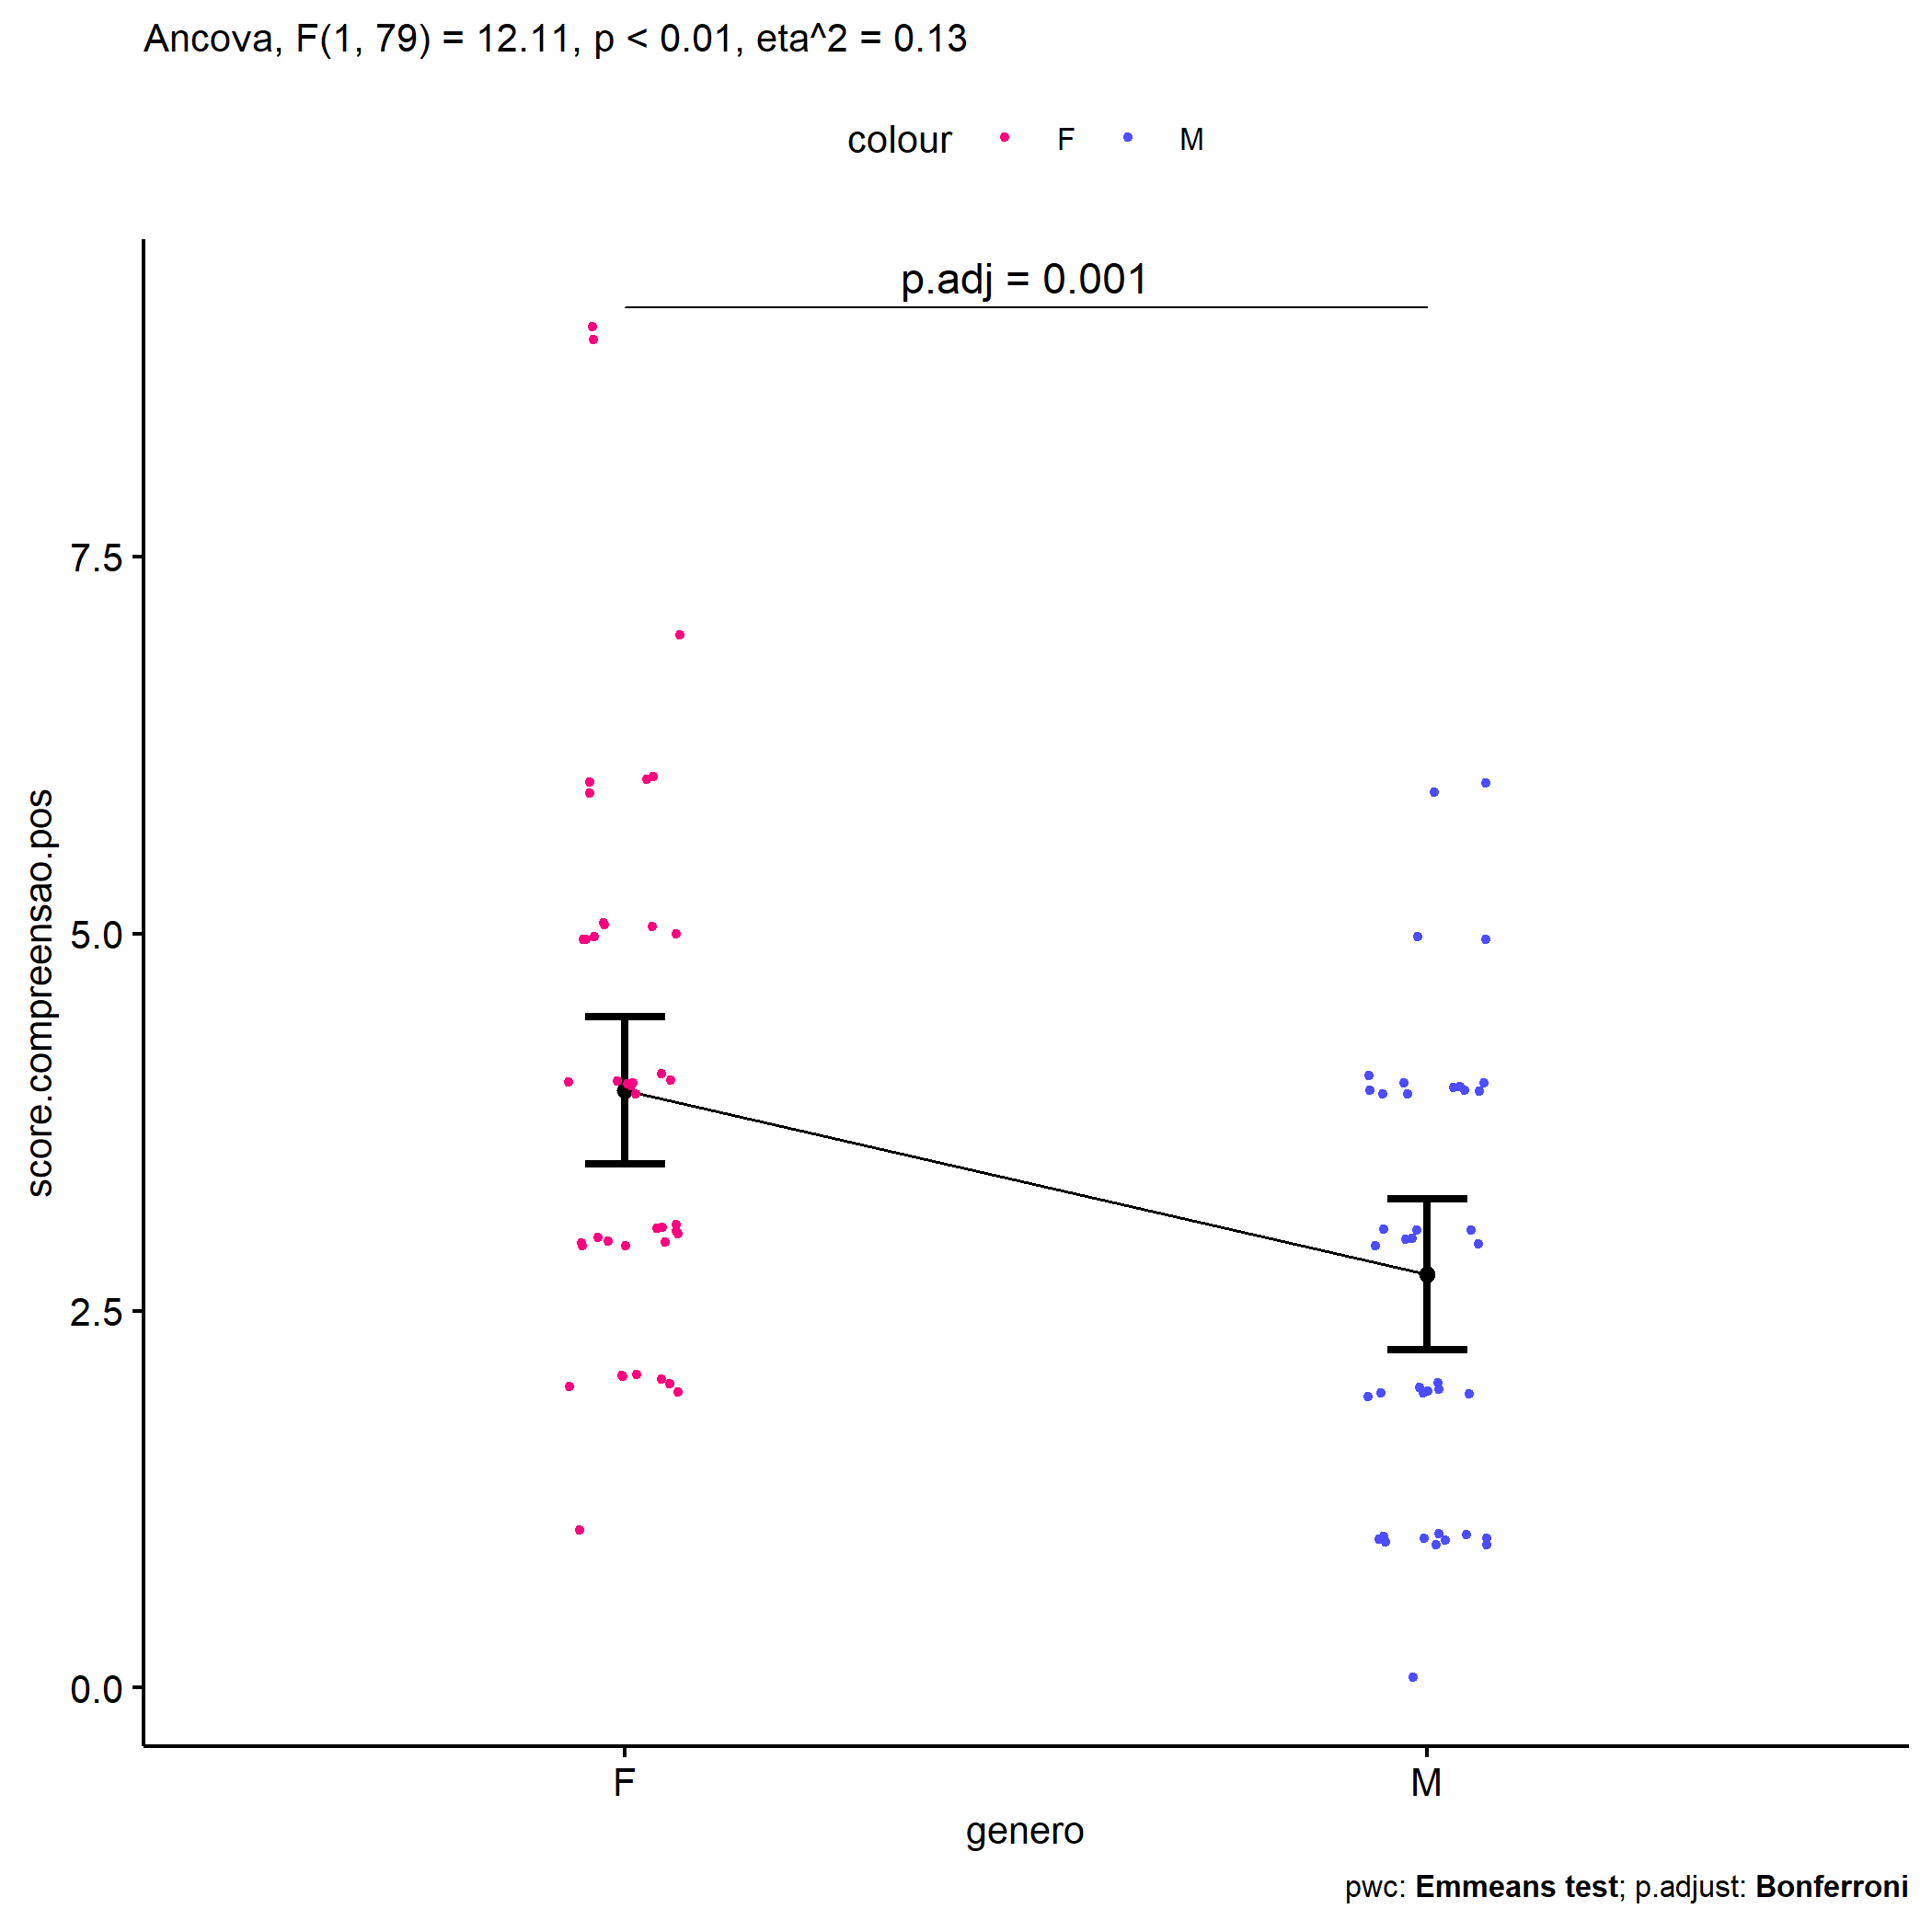 Ancova, F(1, 79) = 12.11, p < 0.01, eta^2 = 0.13
colour F M
p.adj = 0.001
7.5
5.0
2.5
0.0
score.compreensao.pos
F M
genero
pwc: Emmeans test; p.adjust: Bonferroni